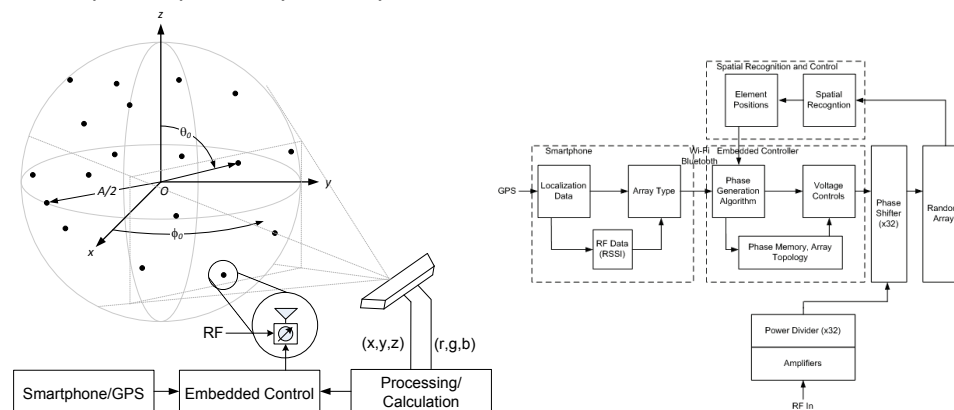 z
θ0
A/2
O
y
x
ϕ0
RF
(x,y,z)
(r,g,b)
Smartphone/GPS
Embedded Control
Processing/
Calculation
Spatial Recognition and Control
Element
Positions
Spatial
Recogntion
Smartphone
Wi-Fi
Bluetooth
Embedded Controller
GPS
Localization
Data
Array Type
RF Data
(RSSI)
Phase
Generation
Algorithm
Voltage
Controls
Phase Memory, Array
Topology
Phase
Shifter
(x32)
Random
Array
Power Divider (x32)
Amplifiers
RF In